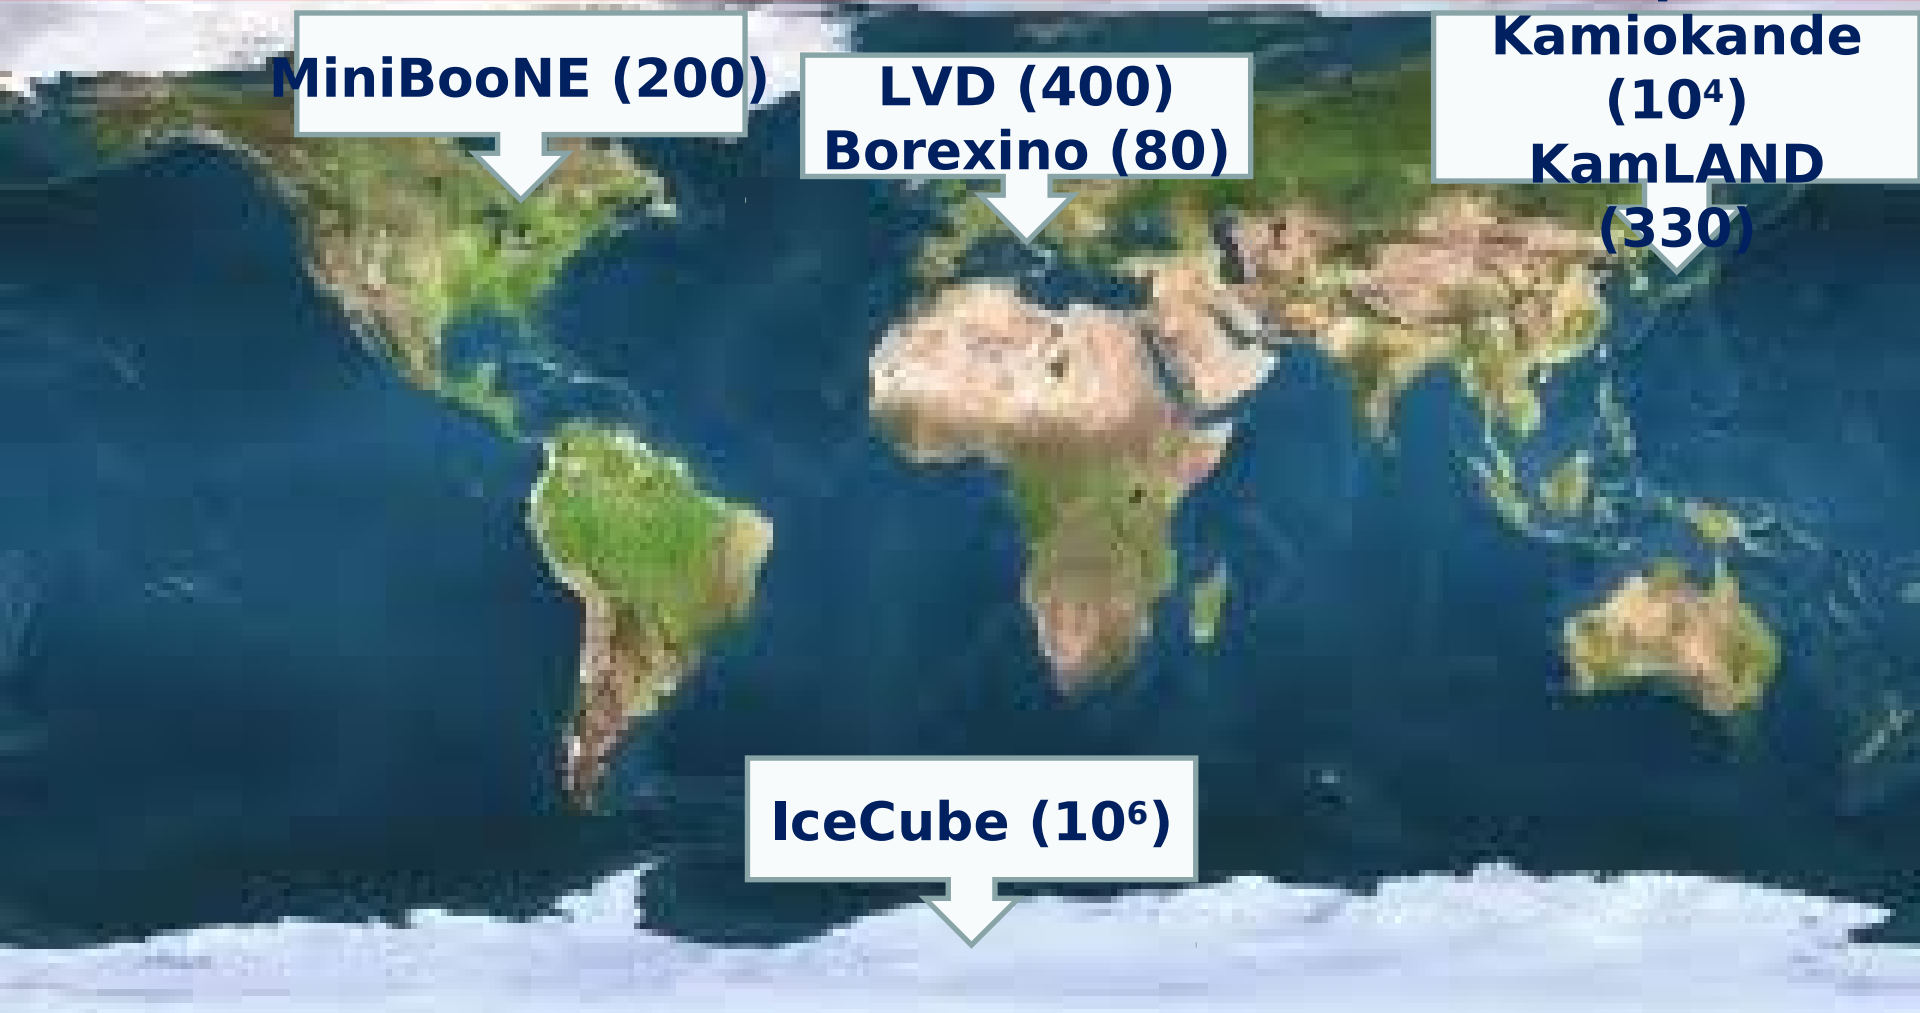 MiniBooNE (200)
LVD (400)
Borexino (80)
Kamiokande
(10⁴)
KamLAND
(330)
IceCube (10⁶)